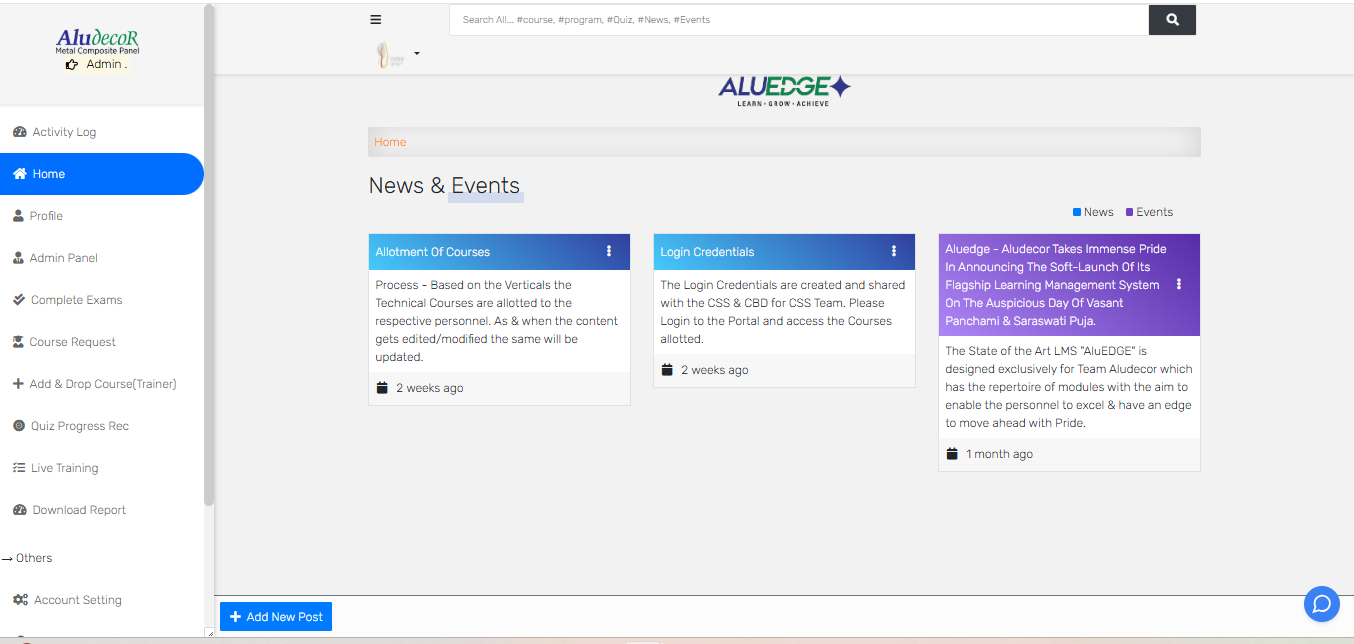 AludecoR
Metal Composite Panel
Admin .
Activity Log
Home
Profile
Admin Panel
Complete Exams
Course Request
Add & Drop Course(Trainer)
Quiz Progress Rec
Live Training
Download Report
→ Others
Account Setting
Search All... #course, #program, #Quiz, #News, #Events
ALUEDGE
LEARN - GROW - ACHIEVE
Home
News & Events
News
Events
Allotment Of Courses
Process - Based on the Verticals the
Technical Courses are allotted to the
respective personnel. As & when the content
gets edited/modified the same will be
updated.
2 weeks ago
Login Credentials
The Login Credentials are created and shared
with the CSS & CBD for CSS Team. Please
Login to the Portal and access the Courses
allotted.
2 weeks ago
Aluedge - Aludecor Takes Immense Pride
In Announcing The Soft-Launch Of Its
Flagship Learning Management System
On The Auspicious Day Of Vasant
Panchami & Saraswati Puja.
The State of the Art LMS "AluEDGE" is
designed exclusively for Team Aludecor which
has the repertoire of modules with the aim to
enable the personnel to excel & have an edge
to move ahead with Pride.
1 month ago
Add New Post